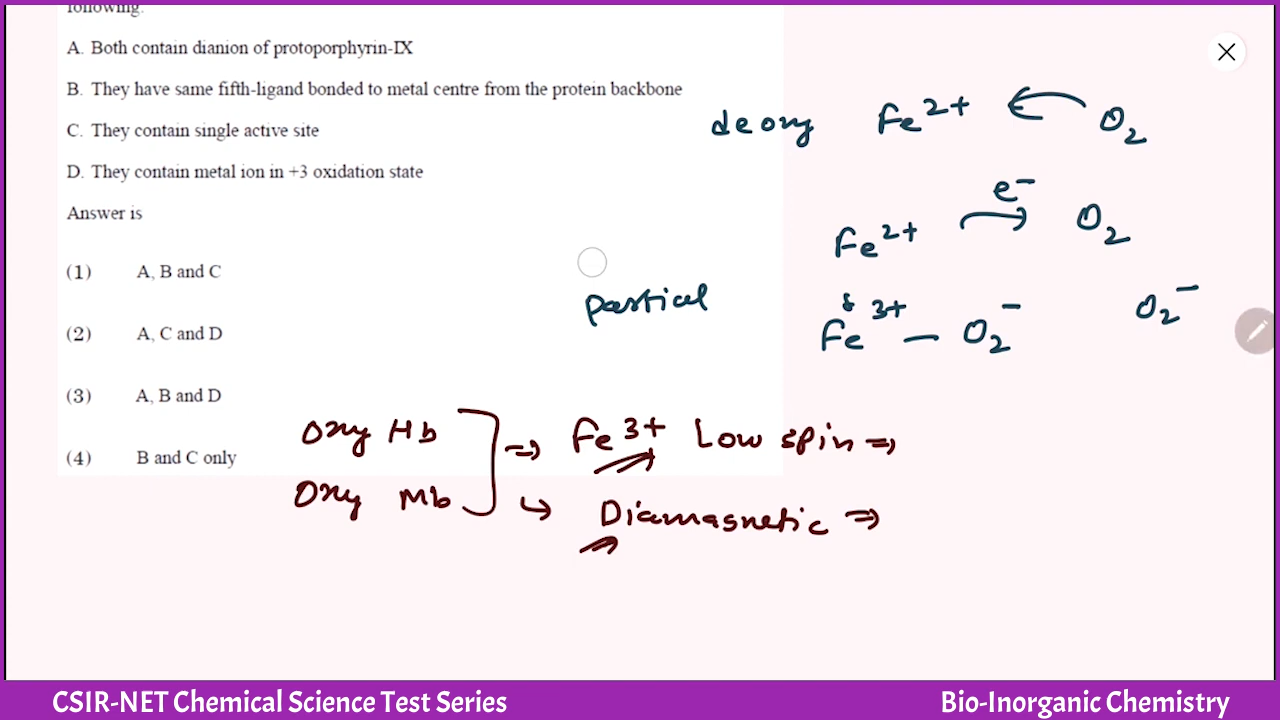 following:
A. Both contain dianion of protoporphyrin-IX
B. They have same fifth-ligand bonded to metal centre from the protein backbone
C. They contain single active site
D. They contain metal ion in +3 oxidation state
Answer is
(1) A, B and C
(2) A, C and D
(3) A, B and D
(4) B and C only
deoxy Fe²⁺ ← O₂
e⁻
Fe²⁺ → O₂
partial Fe³⁺ – O₂⁻ O₂⁻
Oxy Hb ⇒ Fe³⁺ Low spin ⇒
Oxy Mb ↳ Diamagnetic ⇒
CSIR-NET Chemical Science Test Series
Bio-Inorganic Chemistry